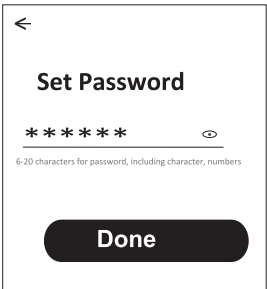 Set Password
******
6-20 characters for password, including character, numbers
Done